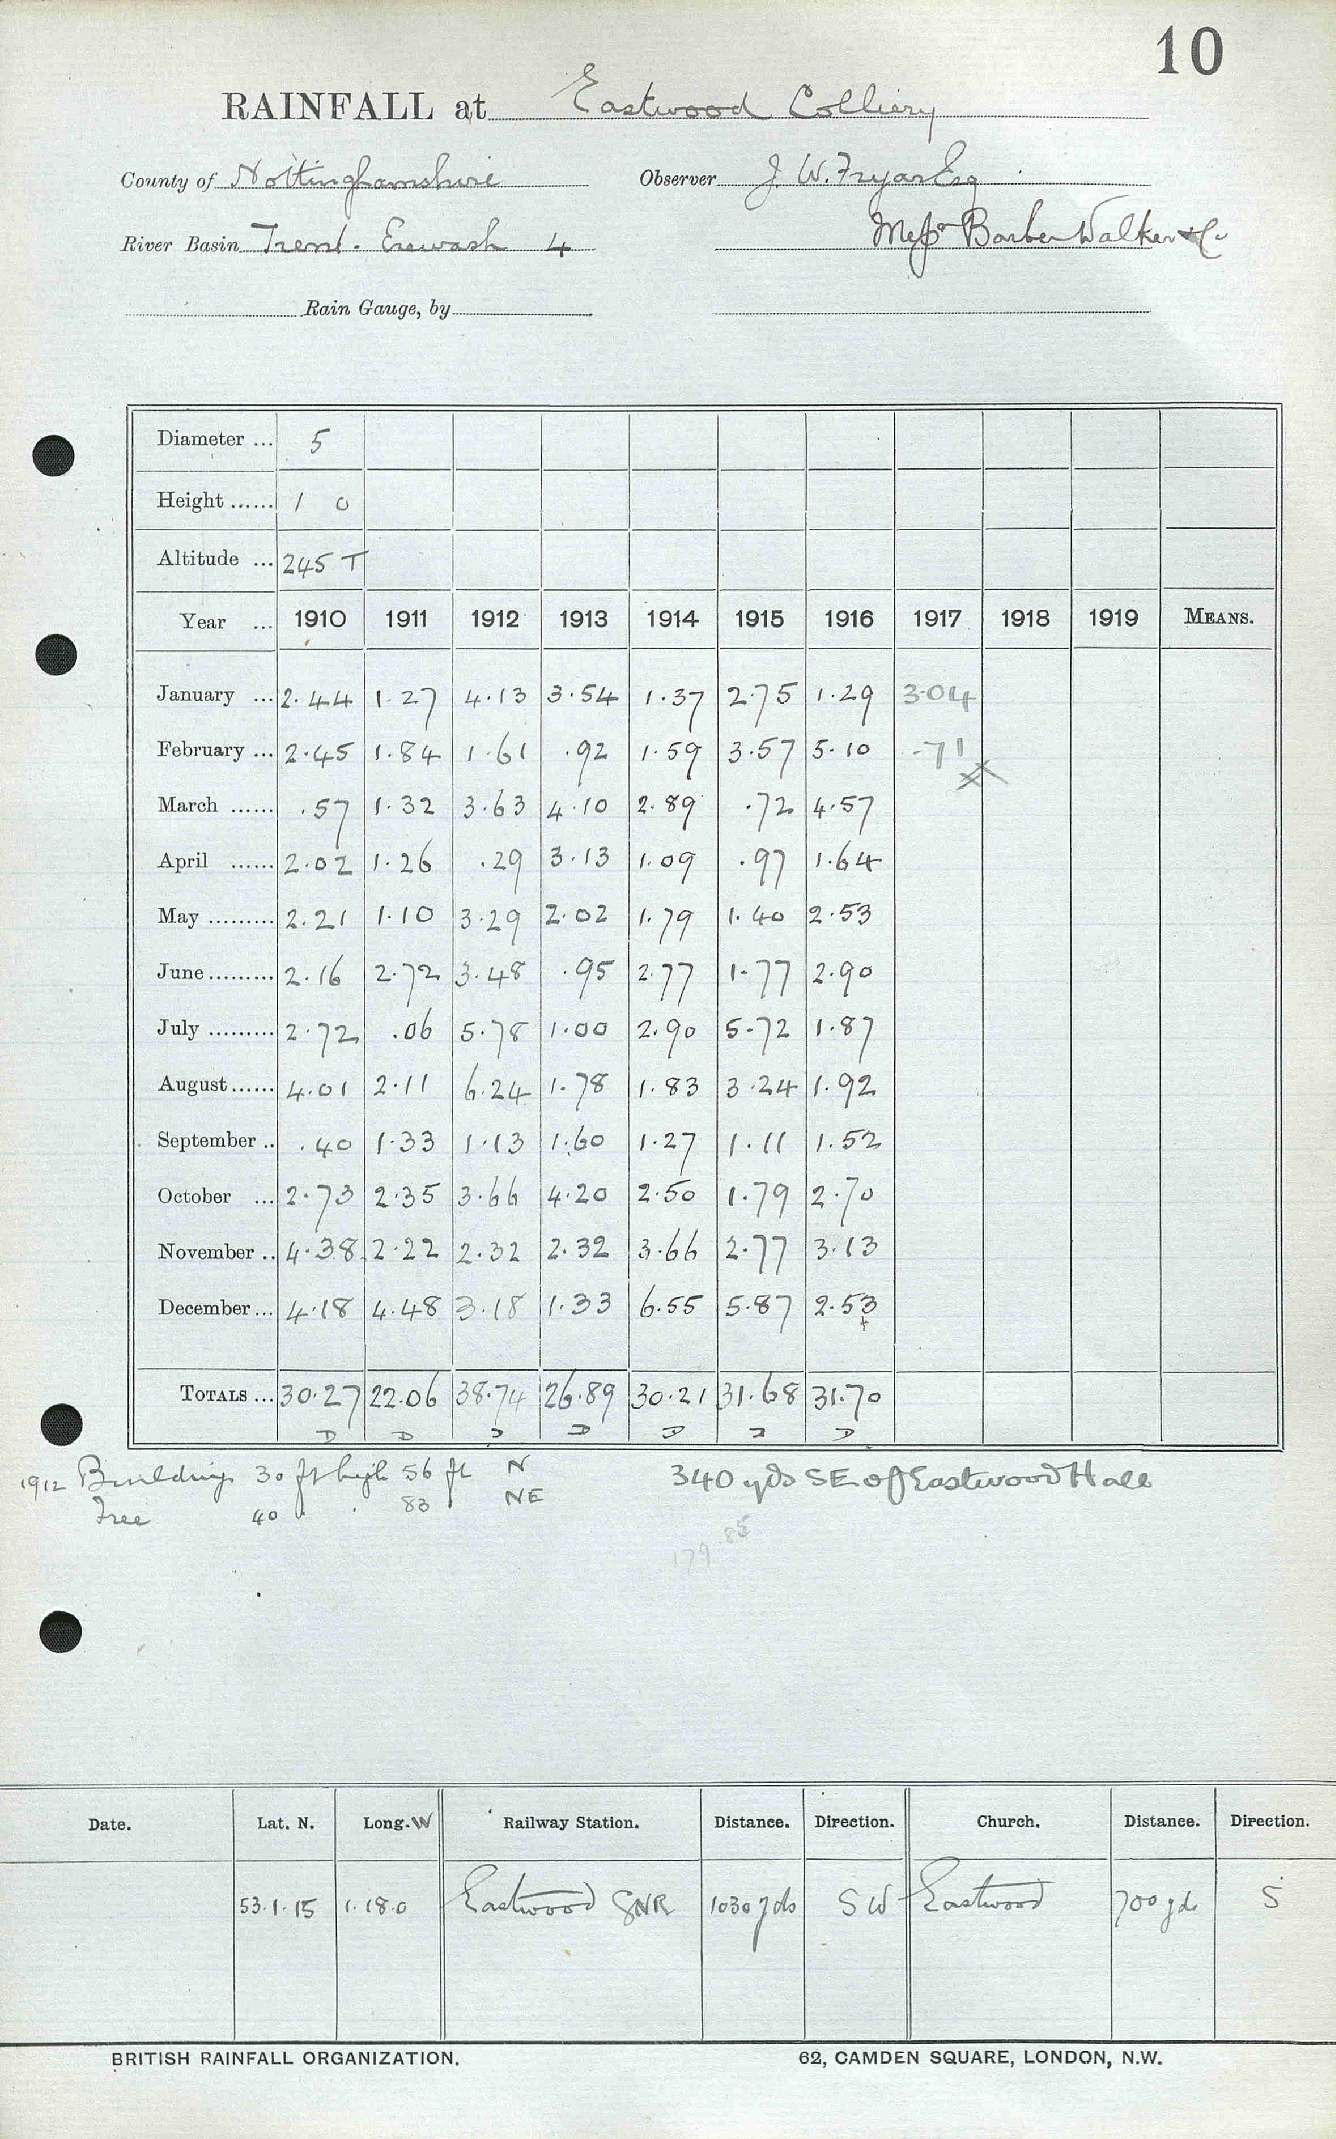 10
RAINFALL at Eastwood Colliery
County of Nottinghamshire Observer J. W. Fryar Esq
River Basin Trent. Erewash 4 Messrs Barber Walker & Co
Rain Gauge, by
Diameter ... 5
Height ...... 1 0
Altitude ... 245 T
Year ... 1910 1911 1912 1913 1914 1915 1916 1917 1918 1919 MEANS.
January ... 2.44 1.27 4.13 3.54 1.37 2.75 1.29 3.04
February ... 2.45 1.84 1.61 .92 1.59 3.57 5.10 .71
March ...... .57 1.32 3.63 4.10 2.89 .72 4.57
April ...... 2.02 1.26 .29 3.13 1.09 .97 1.64
May ......... 2.21 1.10 3.29 2.02 1.79 1.40 2.53
June ......... 2.16 2.72 3.48 .95 2.77 1.77 2.90
July ......... 2.72 .06 5.78 1.00 2.90 5.72 1.87
August ...... 4.01 2.11 6.24 1.78 1.83 3.24 1.92
September .. .40 1.33 1.13 1.60 1.27 1.11 1.52
October ... 2.73 2.35 3.66 4.20 2.50 1.79 2.70
November .. 4.38 2.22 2.32 2.32 3.66 2.77 3.13
December ... 4.18 4.48 3.18 1.33 6.55 5.87 2.53
+
TOTALS ... 30.27 22.06 38.74 26.89 30.21 31.68 31.70
D D D D D D D
1912 Buildings 30 ft high 56 ft N 340 yds SE of Eastwood Hall
Tree 40 " " 83 " NE
179.85
Date. Lat. N. Long. W Railway Station. Distance. Direction. Church. Distance. Direction.
53.1.15 1.18.0 Eastwood GNR 1030 yds SW Eastwood 700 yds S
BRITISH RAINFALL ORGANIZATION. 62, CAMDEN SQUARE, LONDON, N.W.